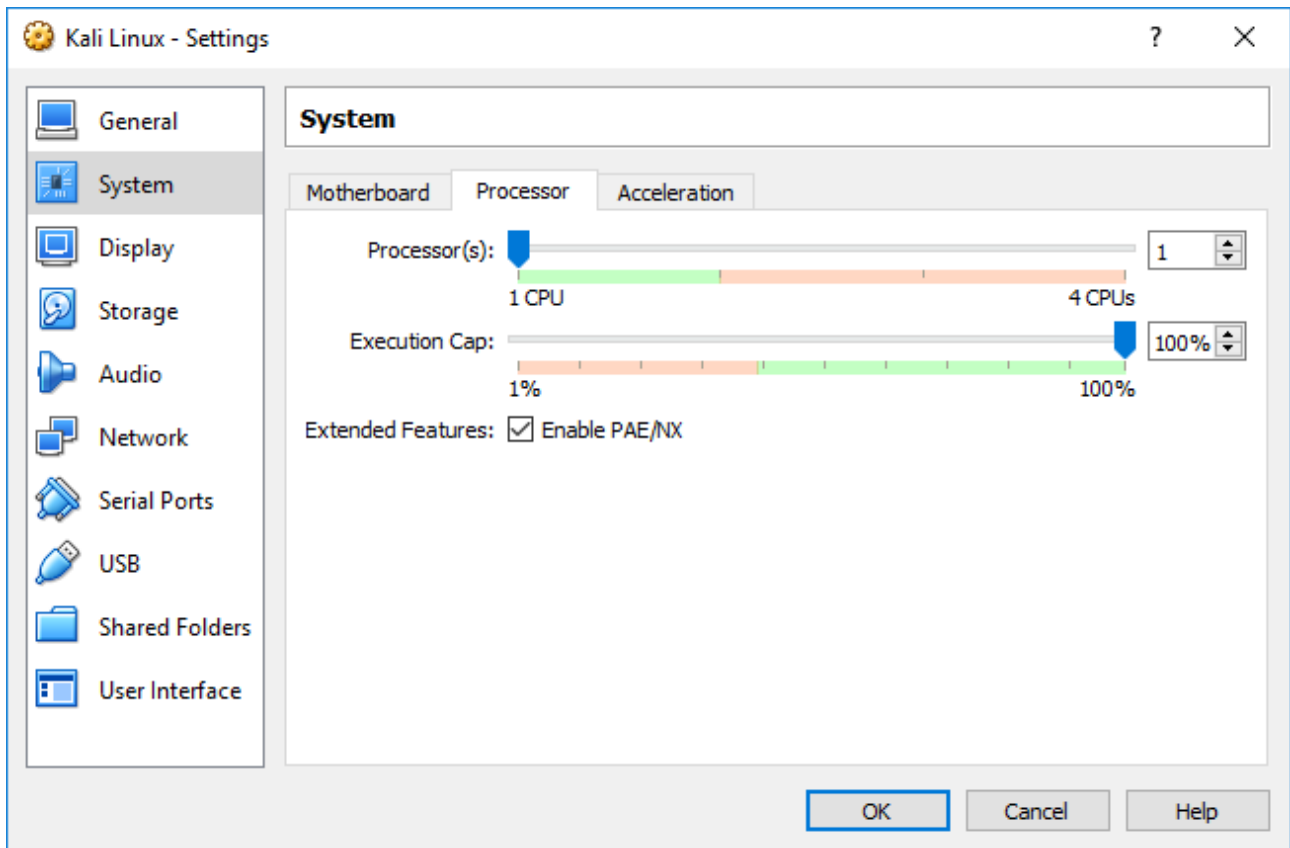 Kali Linux - Settings
?
General
System
Display
Storage
Audio
Network
Serial Ports
USB
Shared Folders
User Interface
System
Motherboard Processor Acceleration
Processor(s): 1
1 CPU 4 CPUs
Execution Cap: 100%
1% 100%
Extended Features: Enable PAE/NX
OK Cancel Help